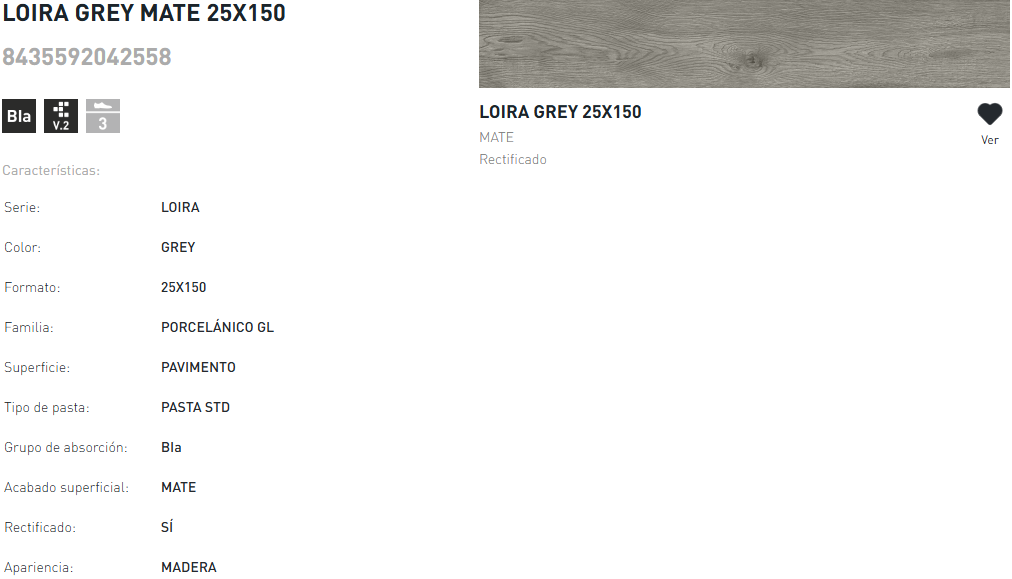 LOIRA GREY MATE 25X150
8435592042558
BIa
V.2
3
Características:
Serie: LOIRA
Color: GREY
Formato: 25X150
Familia: PORCELÁNICO GL
Superficie: PAVIMENTO
Tipo de pasta: PASTA STD
Grupo de absorción: BIa
Acabado superficial: MATE
Rectificado: SÍ
Apariencia: MADERA
LOIRA GREY 25X150
MATE
Rectificado
Ver